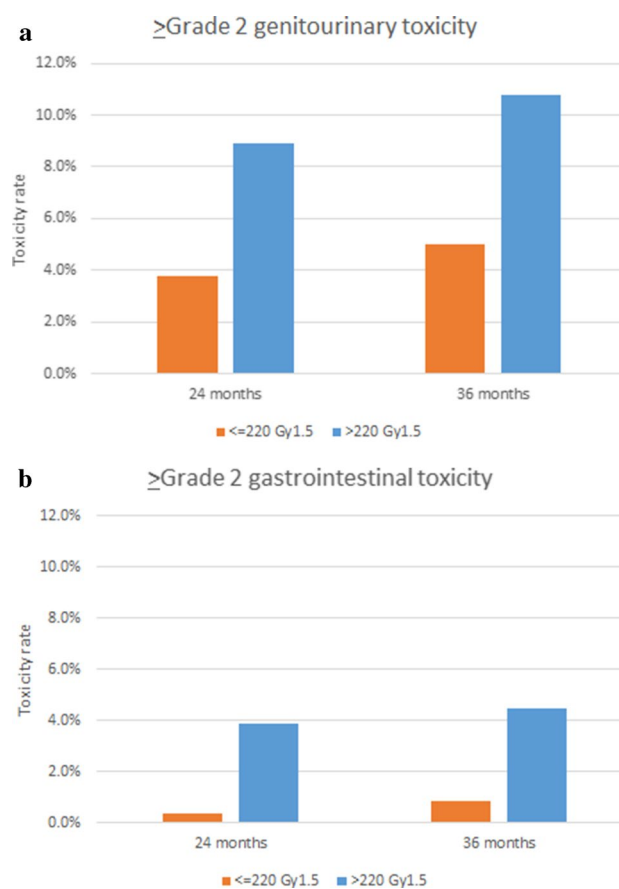 a
≥Grade 2 genitourinary toxicity
12.0%
10.0%
8.0%
6.0%
4.0%
2.0%
0.0%
Toxicity rate
24 months
36 months
<=220 Gy1.5 >220 Gy1.5
b
≥Grade 2 gastrointestinal toxicity
12.0%
10.0%
8.0%
6.0%
4.0%
2.0%
0.0%
Toxicity rate
24 months
36 months
<=220 Gy1.5 >220 Gy1.5